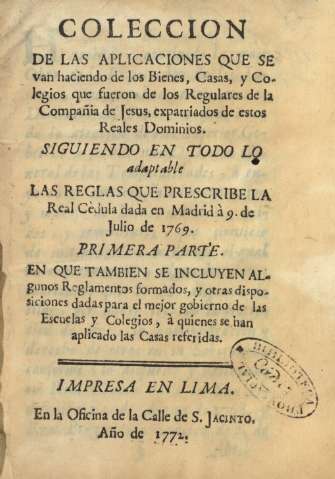 COLECCION
DE LAS APLICACIONES QUE SE
van haciendo de los Bienes, Casas, y Co-
legios que fueron de los Regulares de la
Compañia de Jesus, expatriados de estos
Reales Dominios.
SIGUIENDO EN TODO LO
adaptable
LAS REGLAS QUE PRESCRIBE LA
Real Cèdula dada en Madrid à 9. de
Julio de 1769.
PRIMERA PARTE.
EN QUE TAMBIEN SE INCLUYEN AL-
gunos Reglamentos formados, y otras dispo-
siciones dadas para el mejor gobierno de las
Escuelas y Colegios, à quienes se han
aplicado las Casas referidas.
BIBLIOTECA
IMPRESA EN LIMA.
En la Oficina de la Calle de S. JACINTO,
Año de 1772.